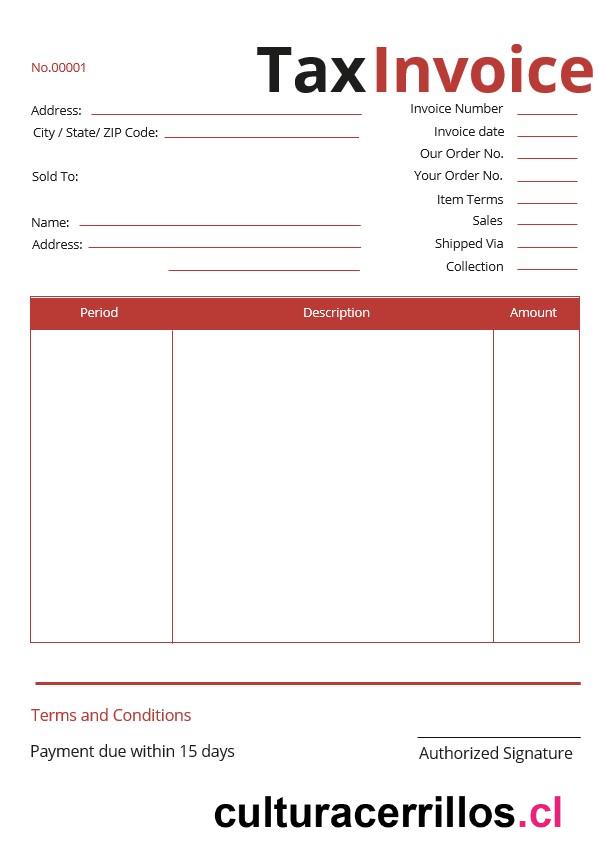 No.00001
Tax Invoice
Address:
City / State/ ZIP Code:
Sold To:
Name:
Address:
Invoice Number
Invoice date
Our Order No.
Your Order No.
Item Terms
Sales
Shipped Via
Collection
Period Description Amount
Terms and Conditions
Payment due within 15 days
Authorized Signature
culturacerrillos.cl